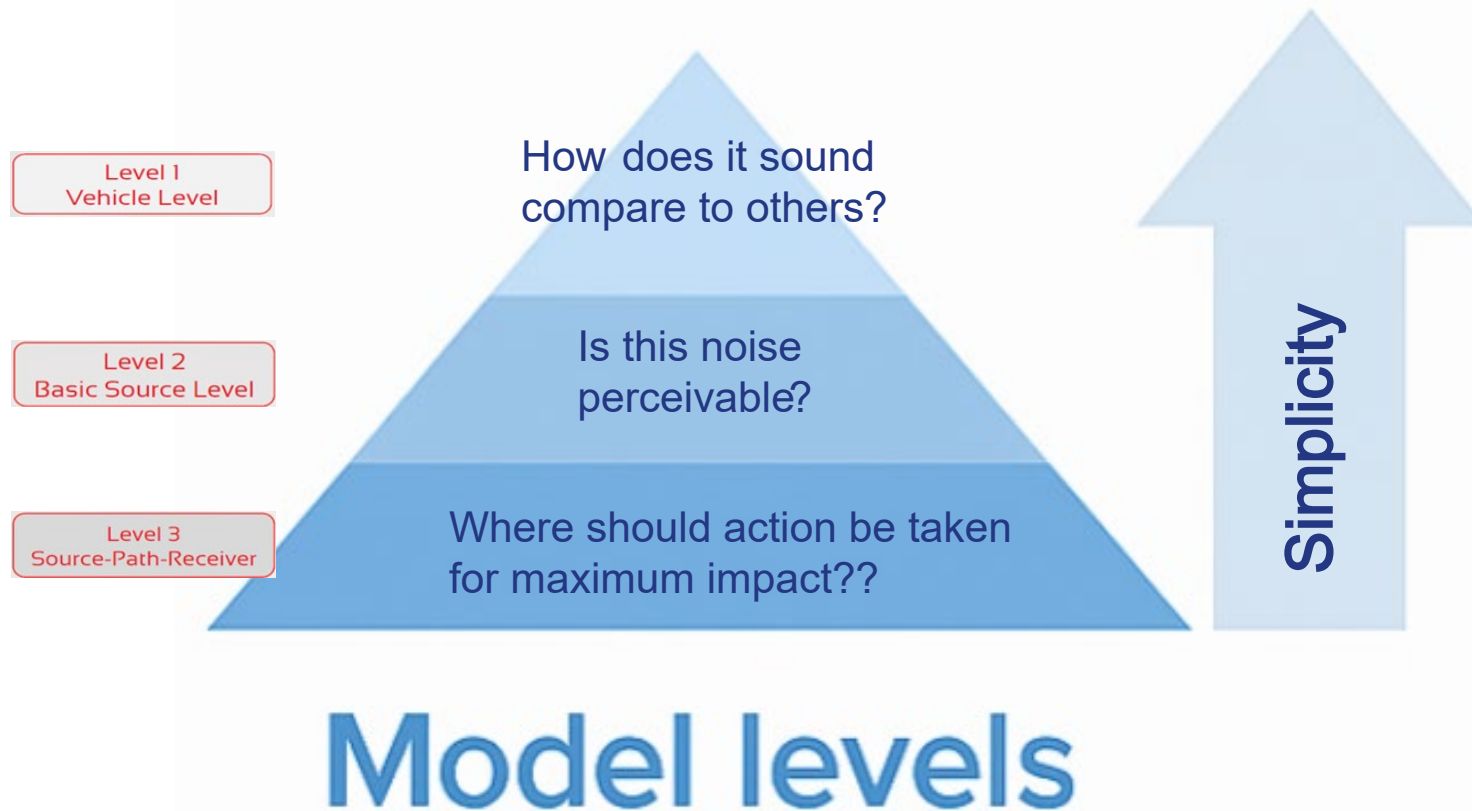 Level 1
Vehicle Level
How does it sound
compare to others?
Level 2
Basic Source Level
Is this noise
perceivable?
Level 3
Source-Path-Receiver
Where should action be taken
for maximum impact??
Simplicity
Model levels